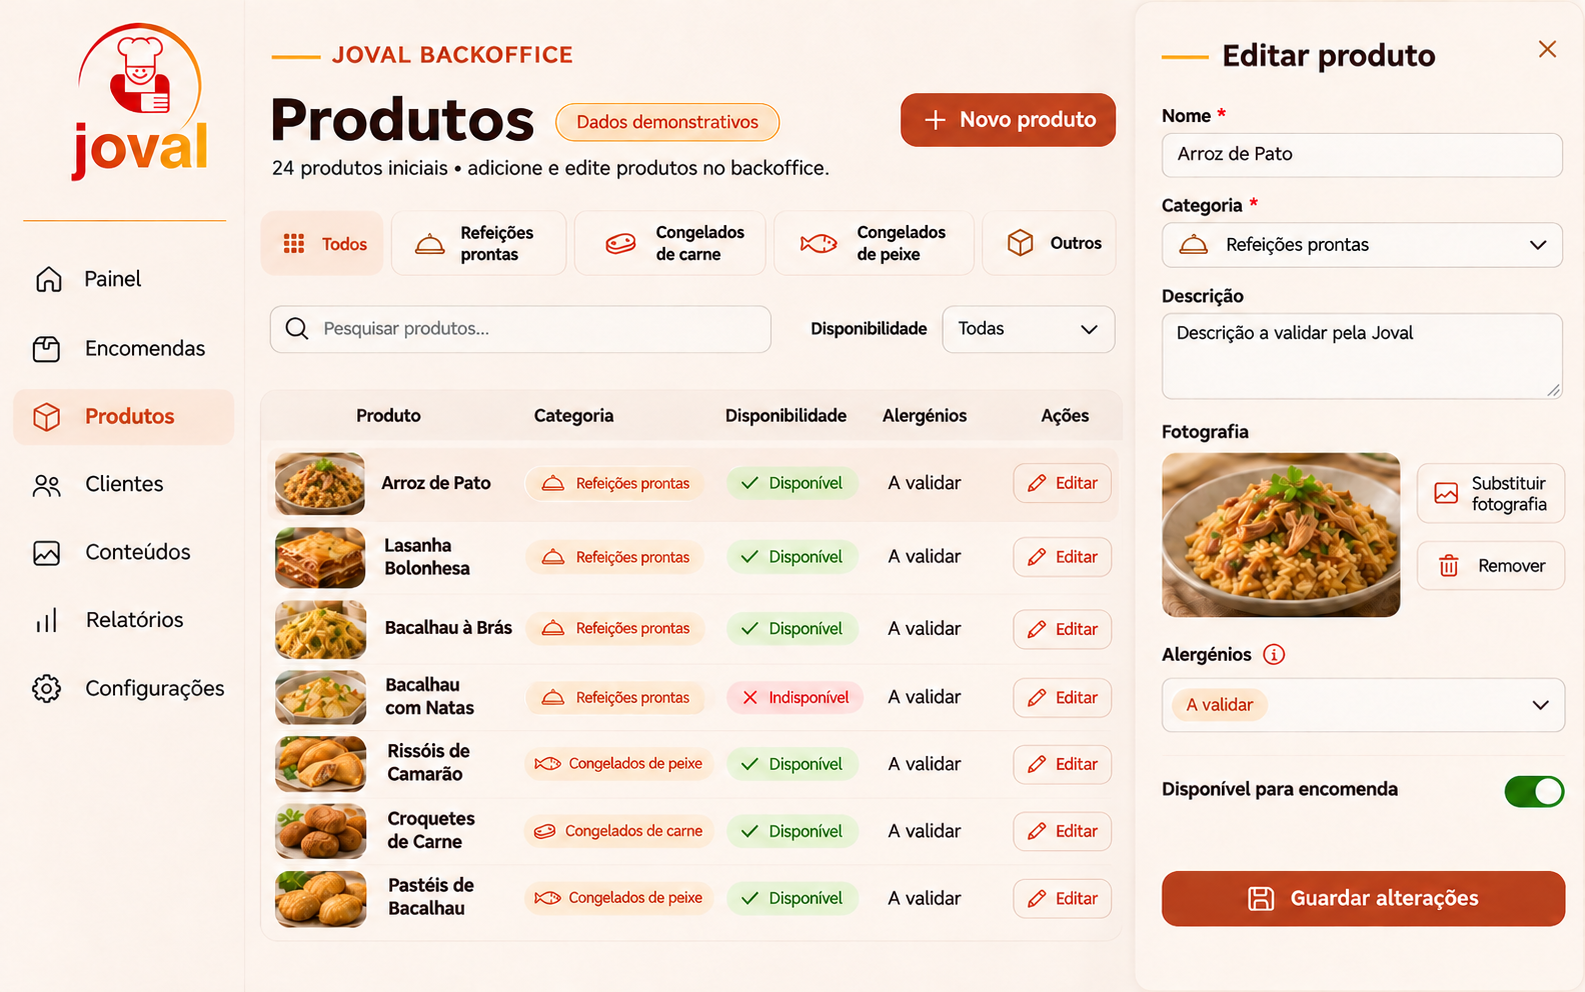 joval
Painel
Encomendas
Produtos
Clientes
Conteúdos
Relatórios
Configurações
JOVAL BACKOFFICE
Produtos
Dados demonstrativos
Novo produto
24 produtos iniciais • adicione e edite produtos no backoffice.
Todos
Refeições
prontas
Congelados
de carne
Congelados
de peixe
Outros
Pesquisar produtos...
Disponibilidade
Todas
Produto Categoria Disponibilidade Alergénios Ações
Arroz de Pato Refeições prontas Disponível A validar Editar
Lasanha
Bolonhesa
Refeições prontas Disponível A validar Editar
Bacalhau à Brás Refeições prontas Disponível A validar Editar
Bacalhau
com Natas
Refeições prontas Indisponível A validar Editar
Rissóis de
Camarão
Congelados de peixe Disponível A validar Editar
Croquetes
de Carne
Congelados de carne Disponível A validar Editar
Pastéis de
Bacalhau
Congelados de peixe Disponível A validar Editar
Editar produto
Nome *
Arroz de Pato
Categoria *
Refeições prontas
Descrição
Descrição a validar pela Joval
Fotografia
Substituir
fotografia
Remover
Alergénios
A validar
Disponível para encomenda
Guardar alterações